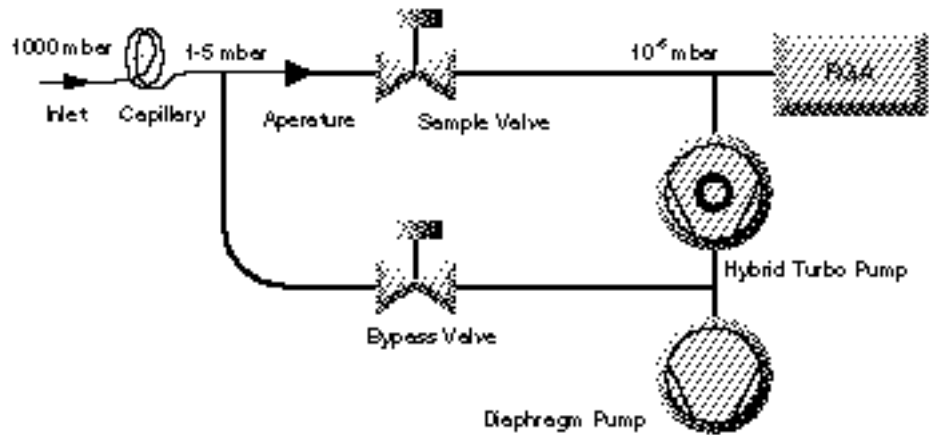 1000 mbar
1-5 mbar
10⁻⁶ mbar
RGA
Inlet
Capillary
Aperature
Sample Valve
Hybrid Turbo Pump
Bypass Valve
Diaphragm Pump